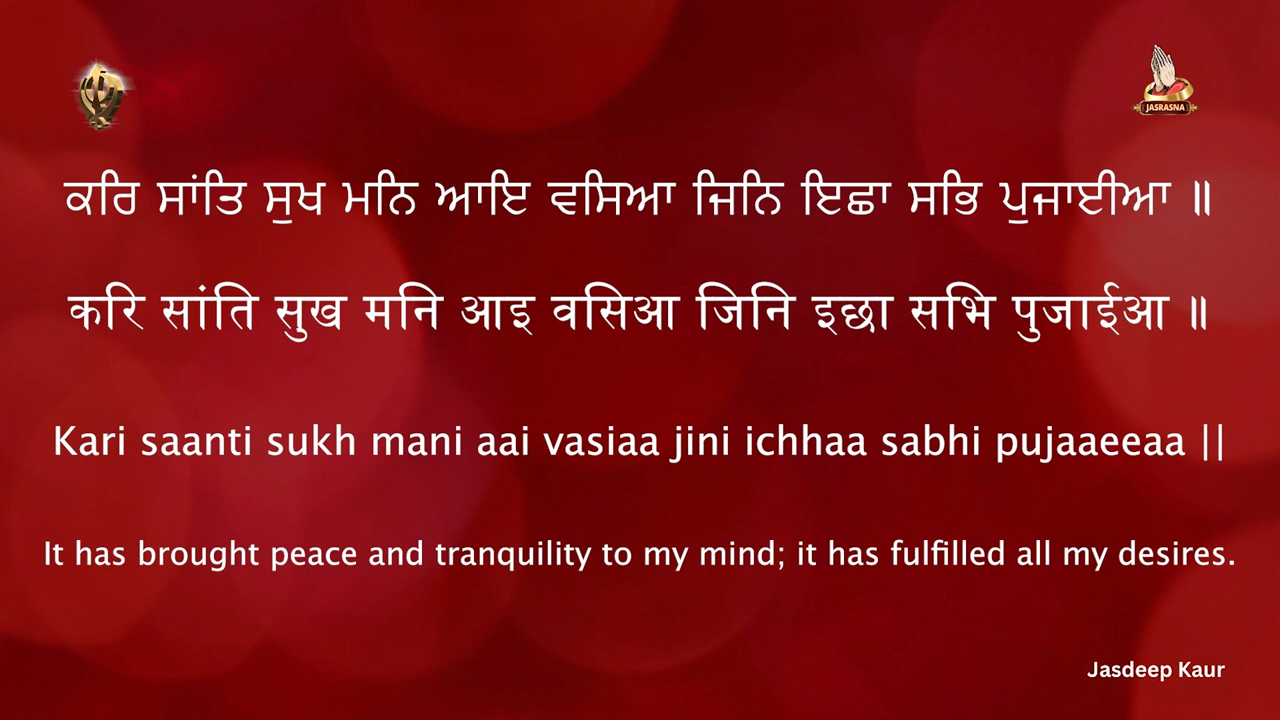 JASRASNA
ਕਰਿ ਸਾਂਤਿ ਸੁਖ ਮਨਿ ਆਇ ਵਸਿਆ ਜਿਨਿ ਇਛਾ ਸਭਿ ਪੁਜਾਈਆ ॥
करि सांति सुख मनि आइ वसिआ जिनि इछा सभि पुजाईआ ॥
Kari saanti sukh mani aai vasiaa jini ichhaa sabhi pujaaeeaa ||
It has brought peace and tranquility to my mind; it has fulfilled all my desires.
Jasdeep Kaur